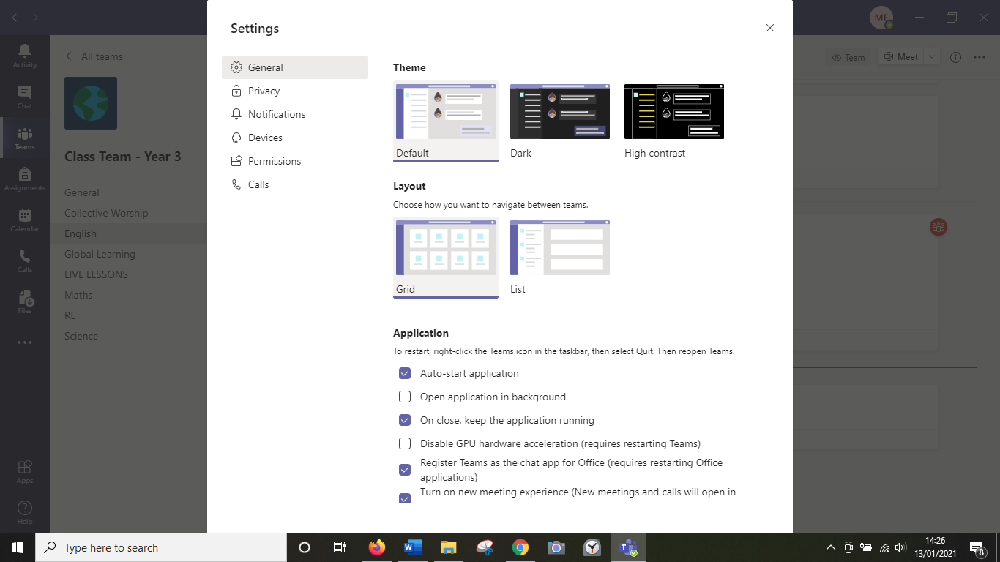 MF
Activity
Chat
Teams
Assignments
Calendar
Calls
Files
Apps
Help
All teams
Class Team - Year 3
General
Collective Worship
English
Global Learning
LIVE LESSONS
Maths
RE
Science
Team
Meet
Settings
General
Privacy
Notifications
Devices
Permissions
Calls
Theme
Default
Dark
High contrast
Layout
Choose how you want to navigate between teams.
Grid
List
Application
To restart, right-click the Teams icon in the taskbar, then select Quit. Then reopen Teams.
Auto-start application
Open application in background
On close, keep the application running
Disable GPU hardware acceleration (requires restarting Teams)
Register Teams as the chat app for Office (requires restarting Office
applications)
Turn on new meeting experience (New meetings and calls will open in
Type here to search
14:26
13/01/2021
8